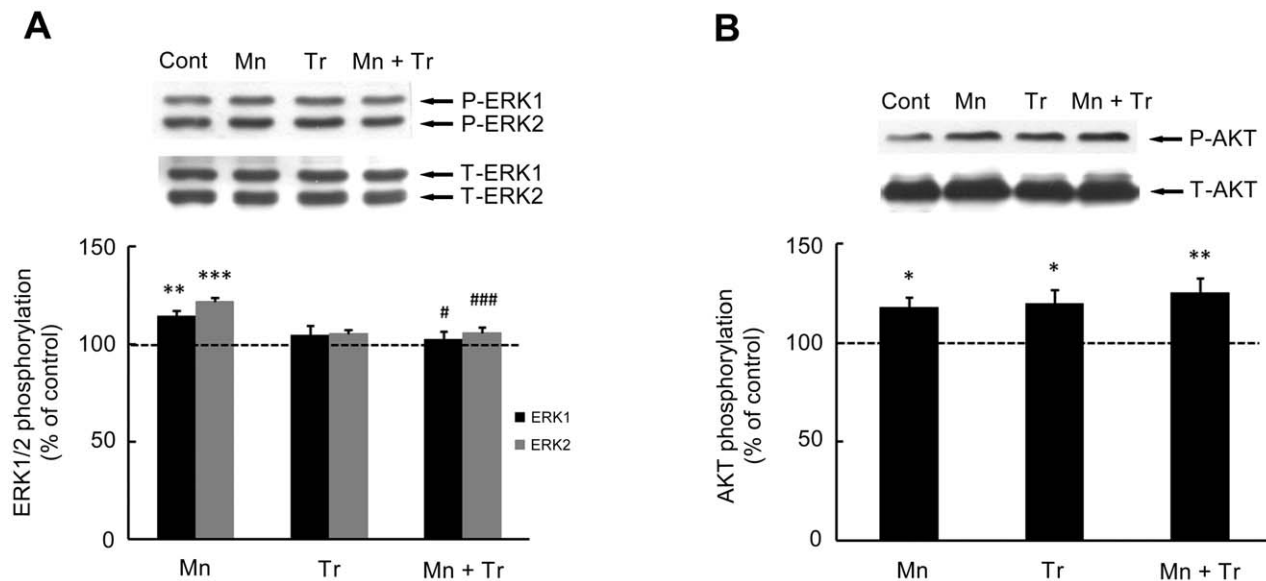 A
Cont Mn Tr Mn + Tr
P-ERK1
P-ERK2
T-ERK1
T-ERK2
ERK1/2 phosphorylation
(% of control)
150
100
50
0
** ***
# ###
ERK1
ERK2
Mn Tr Mn + Tr
B
Cont Mn Tr Mn + Tr
P-AKT
T-AKT
AKT phosphorylation
(% of control)
150
100
50
0
* * **
Mn Tr Mn + Tr